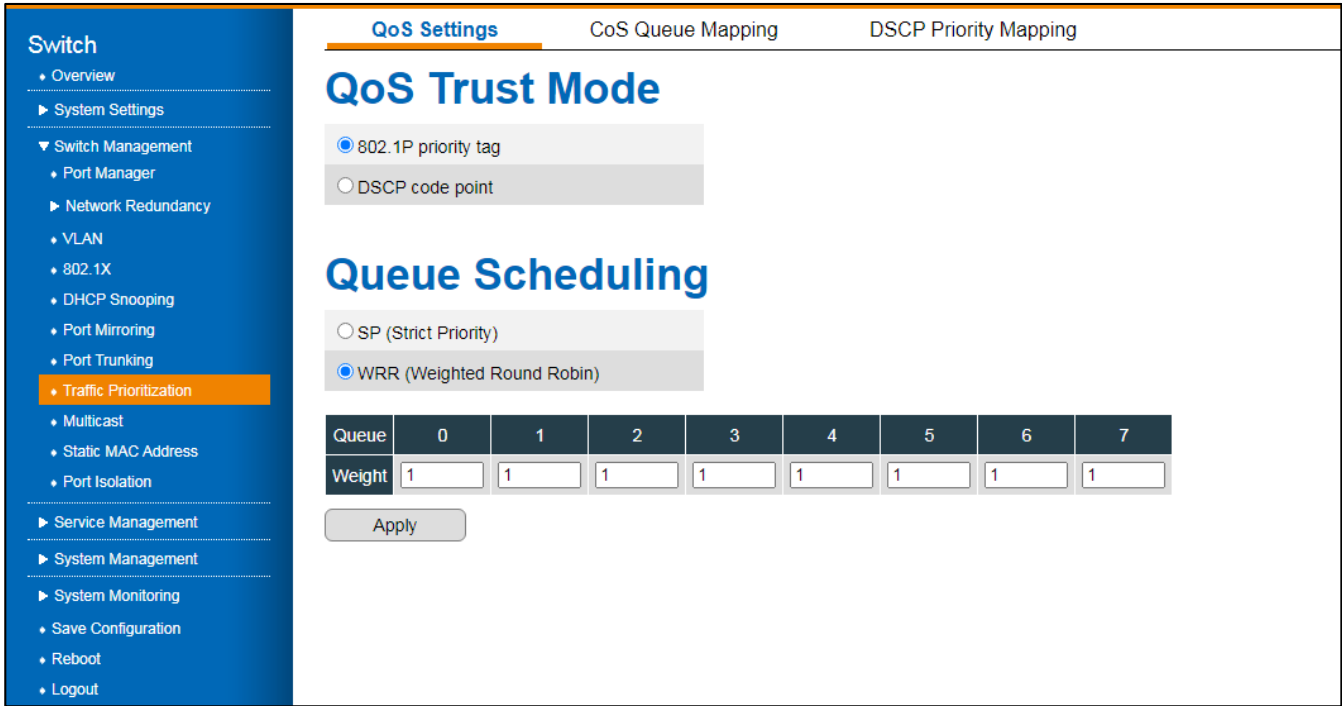 Switch
Overview
System Settings
Switch Management
Port Manager
Network Redundancy
VLAN
802.1X
DHCP Snooping
Port Mirroring
Port Trunking
Traffic Prioritization
Multicast
Static MAC Address
Port Isolation
Service Management
System Management
System Monitoring
Save Configuration
Reboot
Logout
QoS Settings CoS Queue Mapping DSCP Priority Mapping
QoS Trust Mode
802.1P priority tag
DSCP code point
Queue Scheduling
SP (Strict Priority)
WRR (Weighted Round Robin)
Queue 0 1 2 3 4 5 6 7
Weight 1 1 1 1 1 1 1 1
Apply